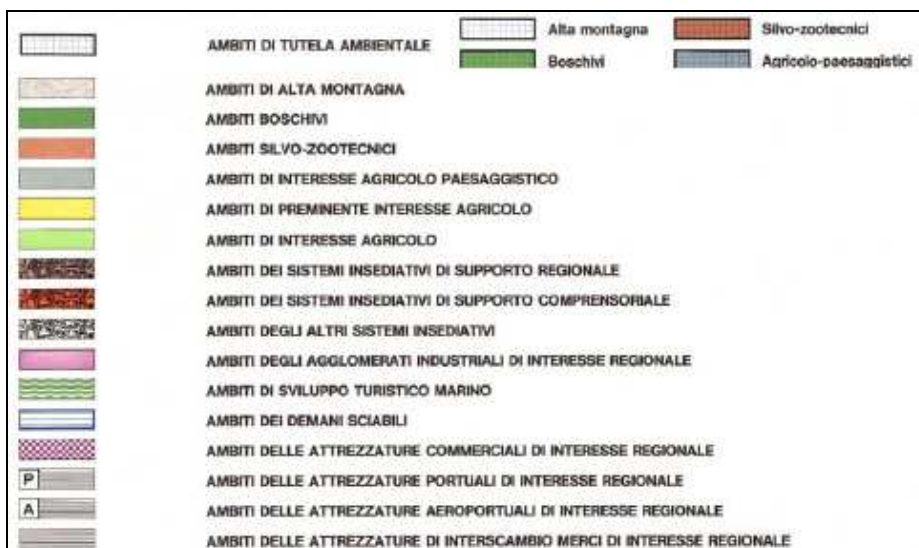 AMBITI DI TUTELA AMBIENTALE
Alta montagna
Silvo-zootecnici
Boschivi
Agricolo-paesaggistici
AMBITI DI ALTA MONTAGNA
AMBITI BOSCHIVI
AMBITI SILVO-ZOOTECNICI
AMBITI DI INTERESSE AGRICOLO PAESAGGISTICO
AMBITI DI PREMINENTE INTERESSE AGRICOLO
AMBITI DI INTERESSE AGRICOLO
AMBITI DEI SISTEMI INSEDIATIVI DI SUPPORTO REGIONALE
AMBITI DEI SISTEMI INSEDIATIVI DI SUPPORTO COMPRENSORIALE
AMBITI DEGLI ALTRI SISTEMI INSEDIATIVI
AMBITI DEGLI AGGLOMERATI INDUSTRIALI DI INTERESSE REGIONALE
AMBITI DI SVILUPPO TURISTICO MARINO
AMBITI DEI DEMANI SCIABILI
AMBITI DELLE ATTREZZATURE COMMERCIALI DI INTERESSE REGIONALE
P AMBITI DELLE ATTREZZATURE PORTUALI DI INTERESSE REGIONALE
A AMBITI DELLE ATTREZZATURE AEROPORTUALI DI INTERESSE REGIONALE
AMBITI DELLE ATTREZZATURE DI INTERSCAMBIO MERCI DI INTERESSE REGIONALE